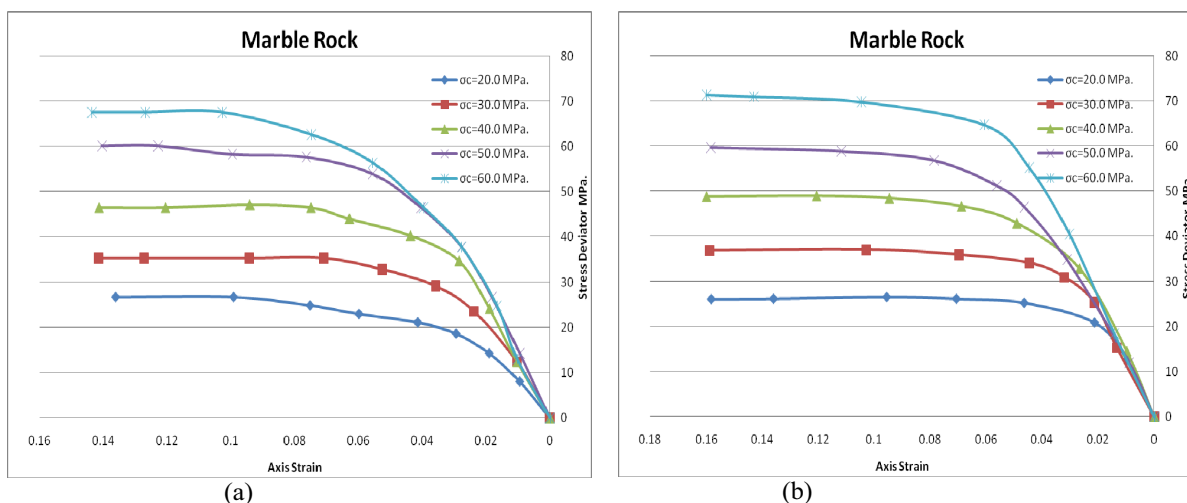 Marble Rock
80
70
60
50
40
30
20
10
0
Stress Deviator MPa.
σc=20.0 MPa.
σc=30.0 MPa.
σc=40.0 MPa.
σc=50.0 MPa.
σc=60.0 MPa.
0.16 0.14 0.12 0.1 0.08 0.06 0.04 0.02 0
Axis Strain
(a)
Marble Rock
80
70
60
50
40
30
20
10
0
Stress Deviator MPa.
σc=20.0 MPa.
σc=30.0 MPa.
σc=40.0 MPa.
σc=50.0 MPa.
σc=60.0 MPa.
0.18 0.16 0.14 0.12 0.1 0.08 0.06 0.04 0.02 0
Axis Strain
(b)